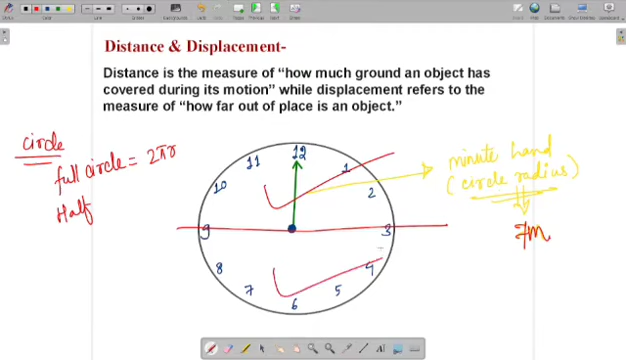 Distance & Displacement-
Distance is the measure of “how much ground an object has
covered during its motion” while displacement refers to the
measure of “how far out of place is an object.”
circle
full circle = 2πr
Half
12
11
1
10
2
9
3
8
4
7
5
6
minute hand
(circle radius)
7m